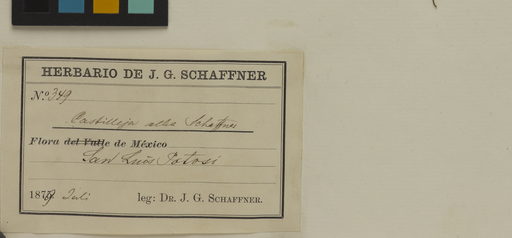 HERBARIO DE J. G. SCHAFFNER
No. 349
Castilleja alba Schaffner
Flora del Valle de México
San Luis Potosi
1879 Juli leg: DR. J. G. SCHAFFNER.